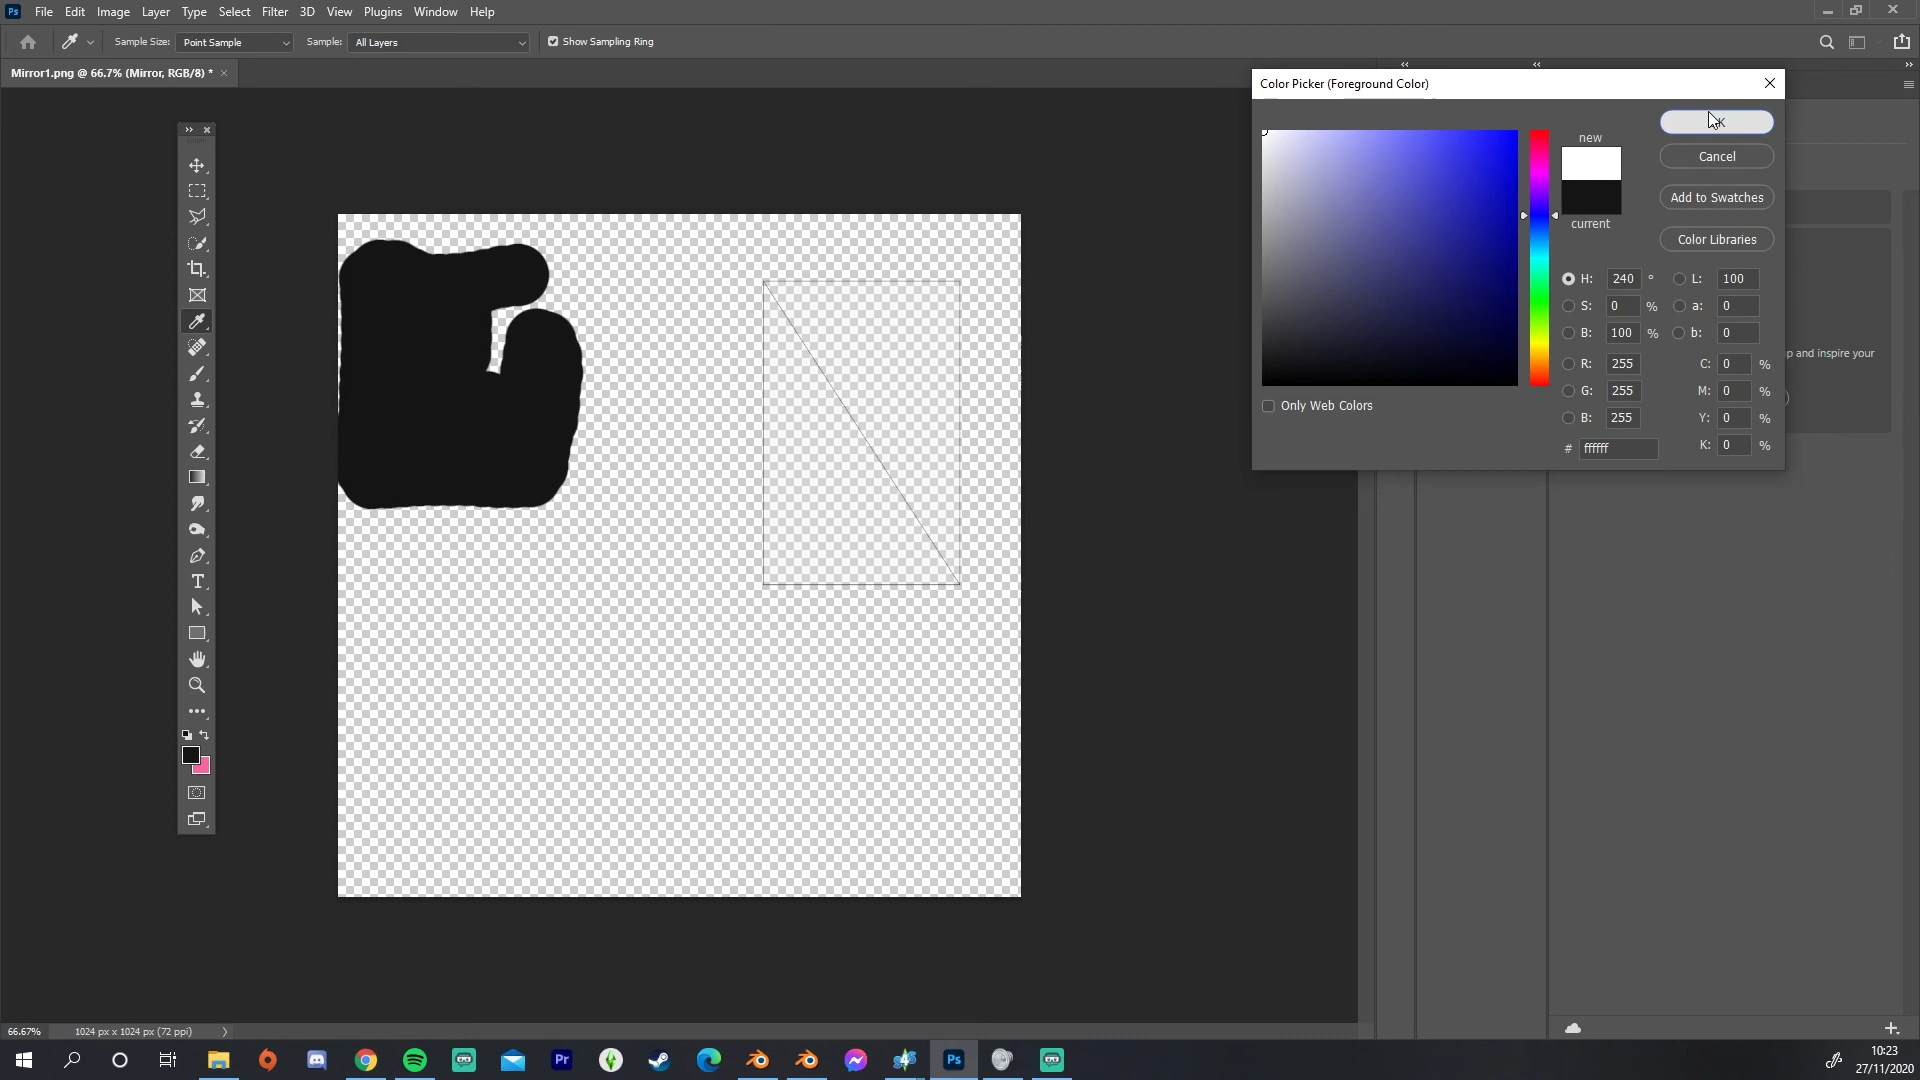 Ps File Edit Image Layer Type Select Filter 3D View Plugins Window Help
Sample Size: Point Sample Sample: All Layers Show Sampling Ring
Mirror1.png @ 66.7% (Mirror, RGB/8) *
Color Picker (Foreground Color)
new
current
Cancel
Add to Swatches
Color Libraries
H: 240 ° L: 100
S: 0 % a: 0
B: 100 % b: 0
R: 255 C: 0 %
G: 255 M: 0 %
B: 255 Y: 0 %
# ffffff K: 0 %
Only Web Colors
p and inspire your
T
66.67% 1024 px x 1024 px (72 ppi)
Pr
Ps
10:23
27/11/2020